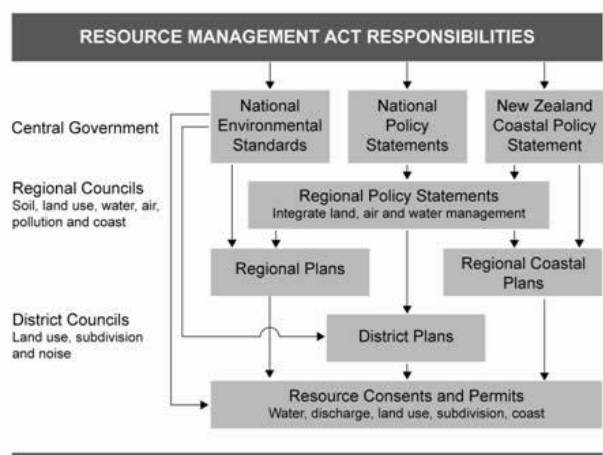 RESOURCE MANAGEMENT ACT RESPONSIBILITIES
Central Government
National
Environmental
Standards
National
Policy
Statements
New Zealand
Coastal Policy
Statement
Regional Councils
Soil, land use, water, air,
pollution and coast
Regional Policy Statements
Integrate land, air and water management
Regional Plans
Regional Coastal
Plans
District Councils
Land use, subdivision
and noise
District Plans
Resource Consents and Permits
Water, discharge, land use, subdivision, coast